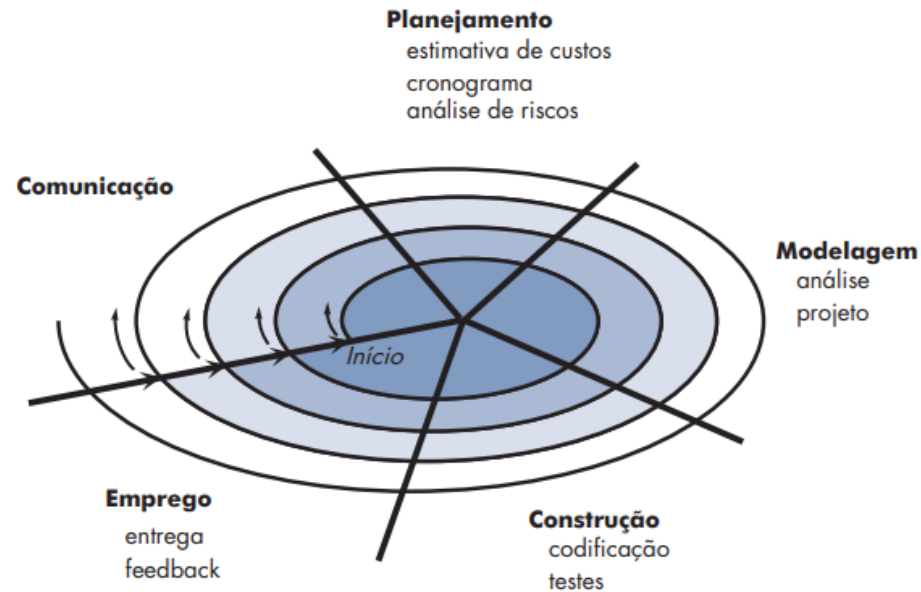 Planejamento
estimativa de custos
cronograma
análise de riscos
Comunicação
Modelagem
análise
projeto
Início
Emprego
entrega
feedback
Construção
codificação
testes